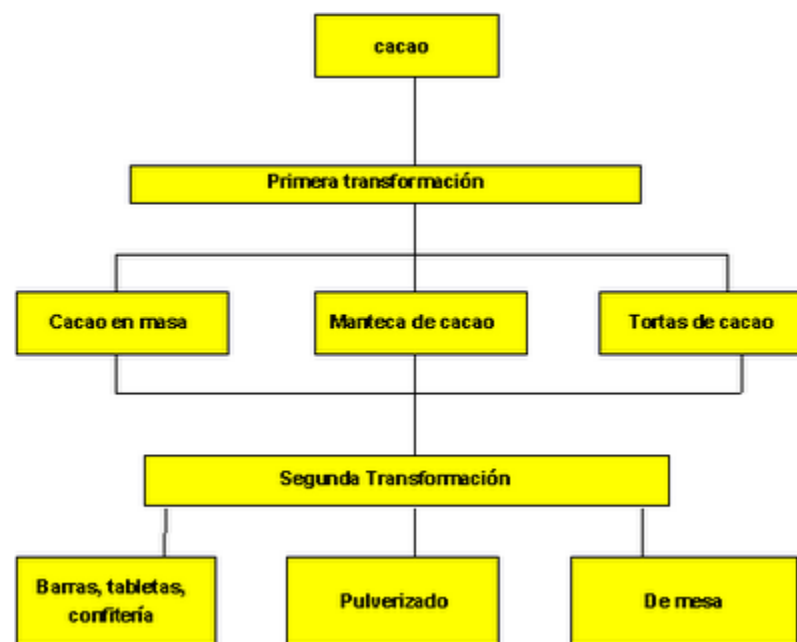 cacao
Primera transformación
Cacao en masa
Manteca de cacao
Tortas de cacao
Segunda Transformación
Barras, tabletas,
confitería
Pulverizado
De mesa